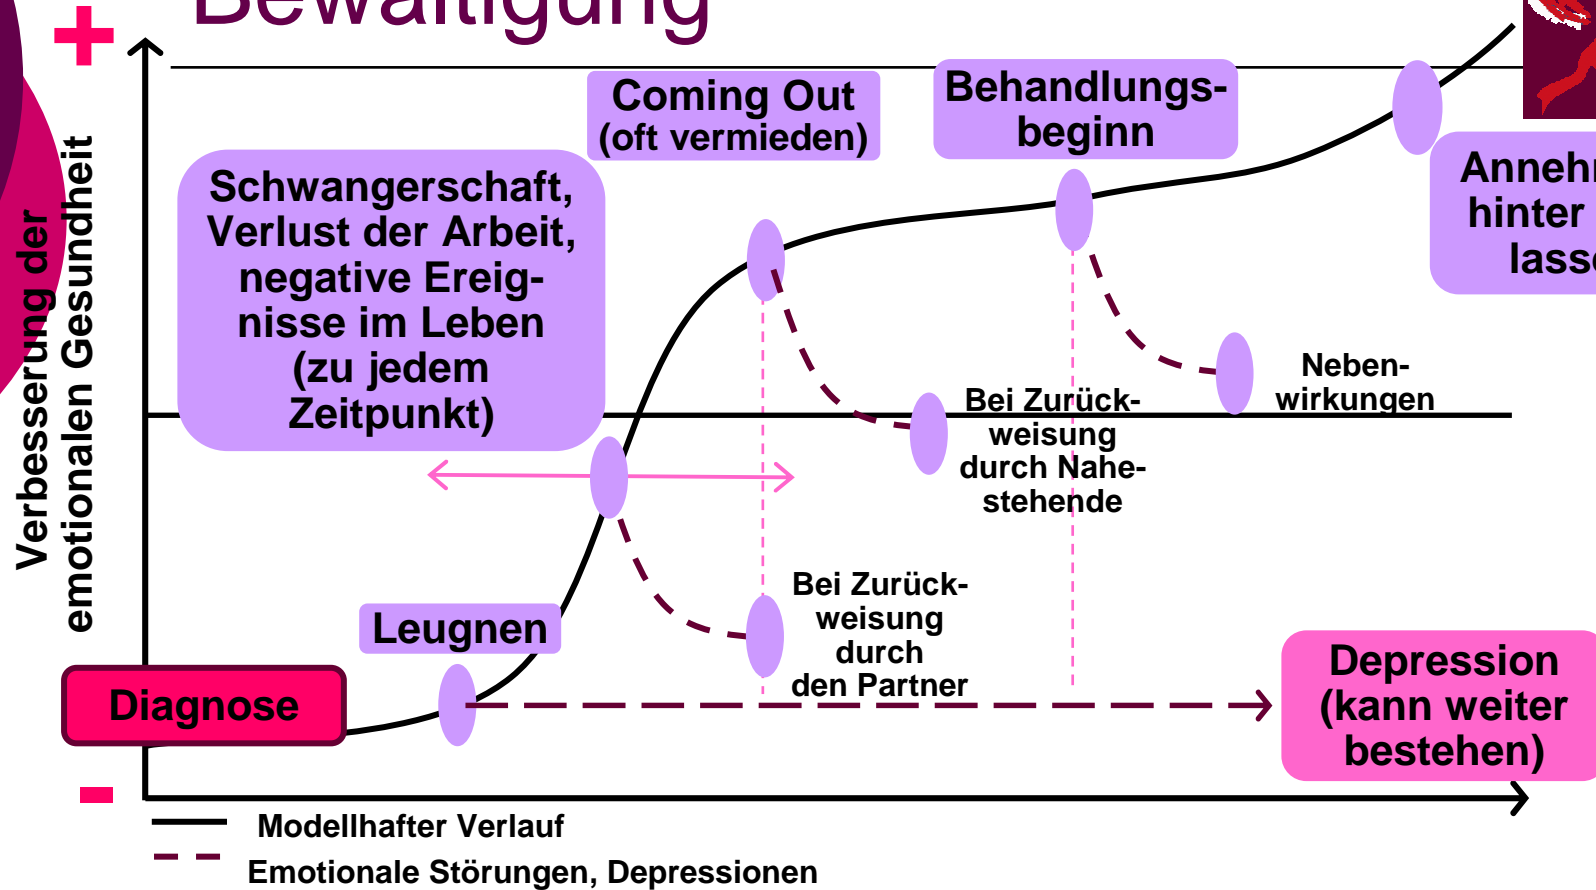 Bewältigung
+
Coming Out
(oft vermieden)
Behandlungs-
beginn
Schwangerschaft,
Verlust der Arbeit,
negative Ereig-
nisse im Leben
(zu jedem
Zeitpunkt)
hinter
Verbesserung der
emotionalen Gesundheit
Neben-
wirkungen
Bei Zurück-
weisung
durch Nahe-
stehende
Bei Zurück-
weisung
durch
den Partner
Leugnen
Diagnose
Depression
(kann weiter
bestehen)
-
Modellhafter Verlauf
Emotionale Störungen, Depressionen